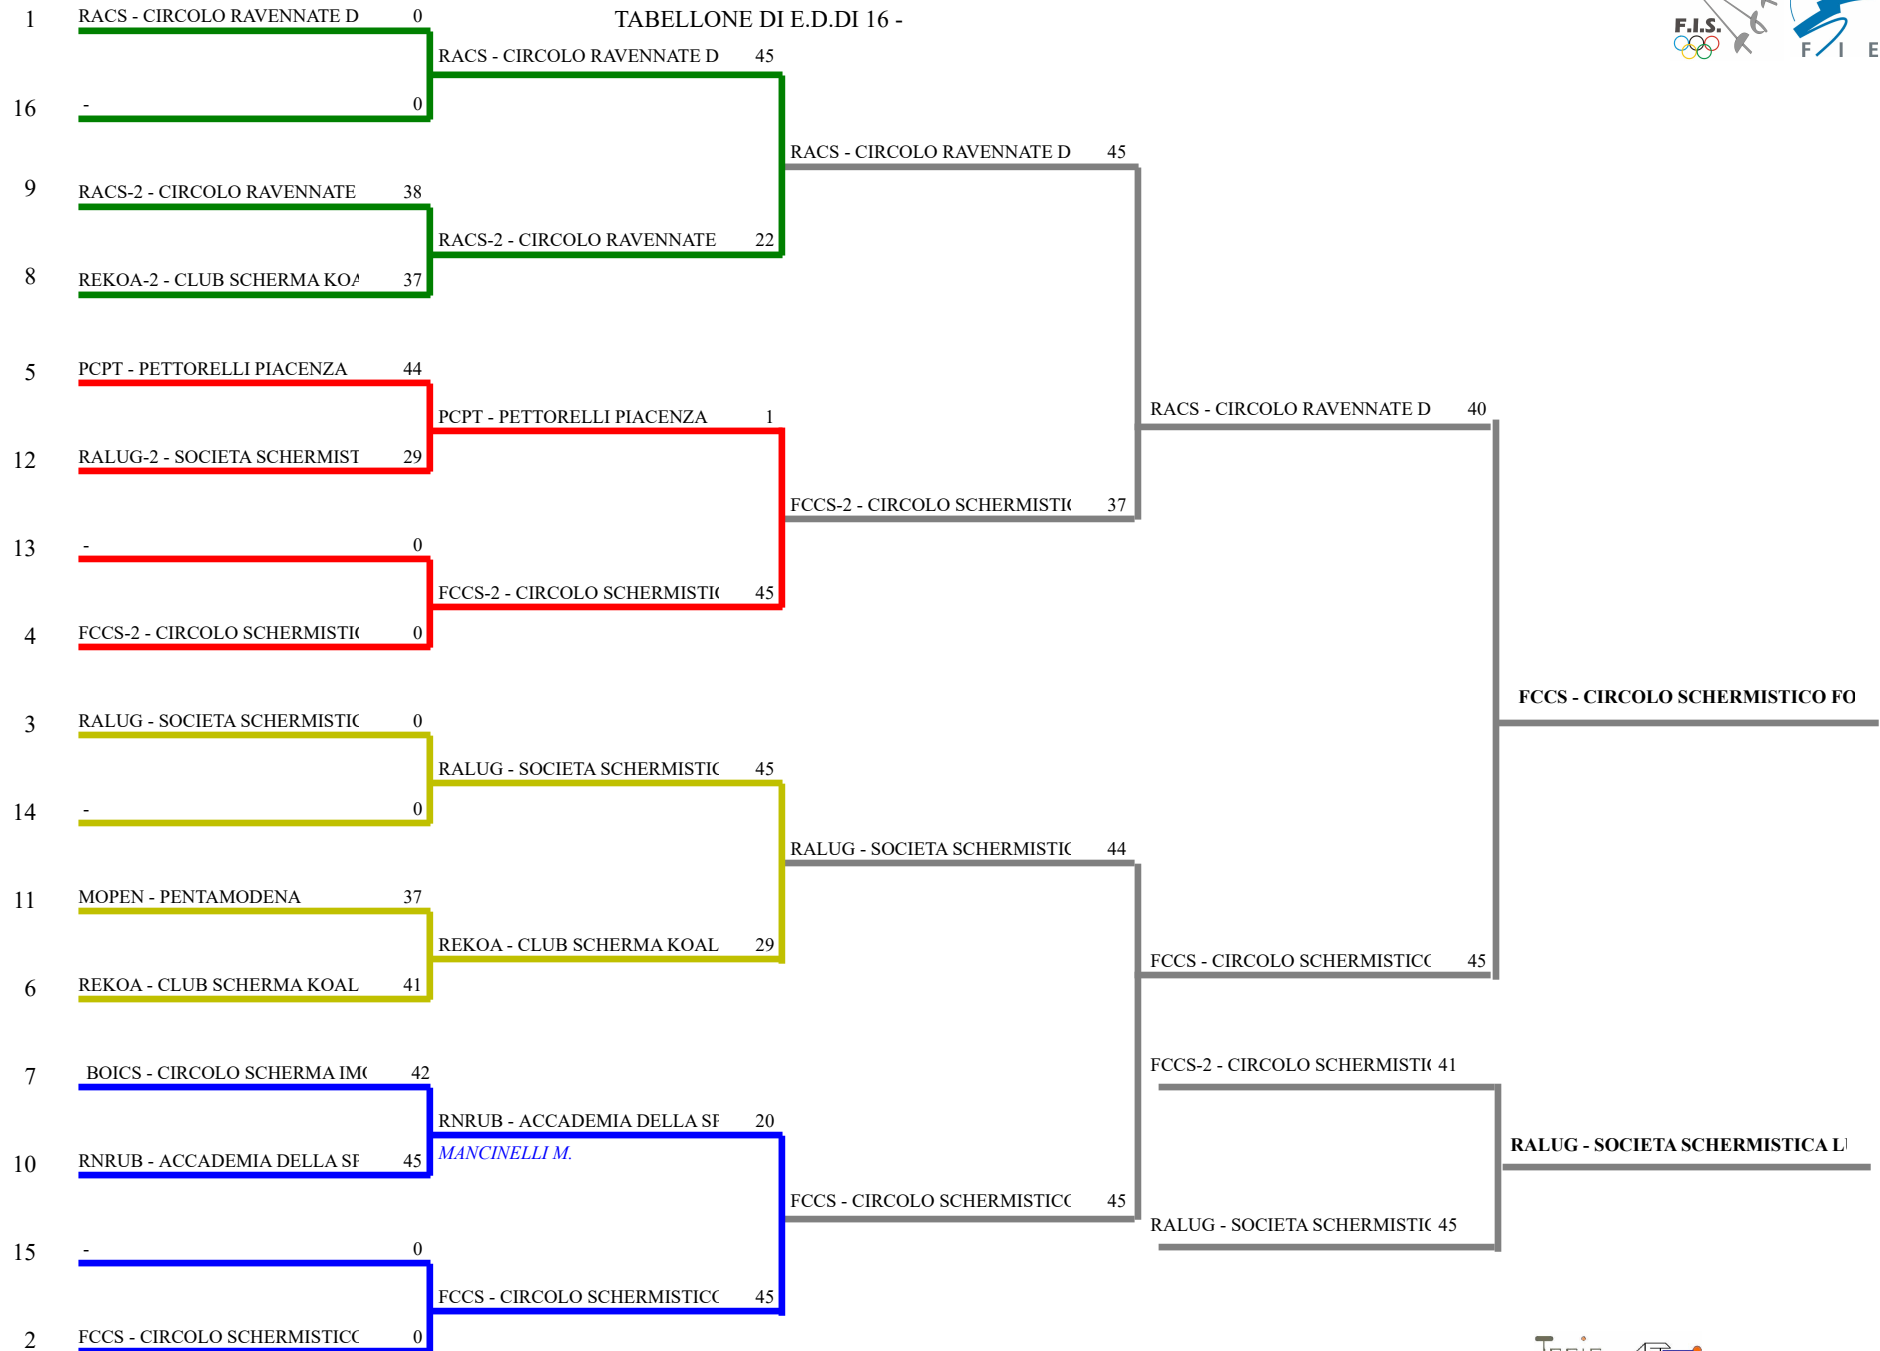 TABELLONE DI E.D.DI 16 -
F.I.S.
F I E
1 RACS - CIRCOLO RAVENNATE D 0
RACS - CIRCOLO RAVENNATE D 45
16 - 0
RACS - CIRCOLO RAVENNATE D 45
9 RACS-2 - CIRCOLO RAVENNATE 38
RACS-2 - CIRCOLO RAVENNATE 22
8 REKOA-2 - CLUB SCHERMA KOA 37
5 PCPT - PETTORELLI PIACENZA 44
PCPT - PETTORELLI PIACENZA 1
RACS - CIRCOLO RAVENNATE D 40
12 RALUG-2 - SOCIETA SCHERMIST 29
FCCS-2 - CIRCOLO SCHERMISTI 37
13 - 0
FCCS-2 - CIRCOLO SCHERMISTI 45
4 FCCS-2 - CIRCOLO SCHERMISTI 0
FCCS - CIRCOLO SCHERMISTICO FO
3 RALUG - SOCIETA SCHERMISTIC 0
RALUG - SOCIETA SCHERMISTIC 45
14 - 0
RALUG - SOCIETA SCHERMISTIC 44
11 MOPEN - PENTAMODENA 37
REKOA - CLUB SCHERMA KOAL 29
FCCS - CIRCOLO SCHERMISTIC 45
6 REKOA - CLUB SCHERMA KOAL 41
7 BOICS - CIRCOLO SCHERMA IM 42
FCCS-2 - CIRCOLO SCHERMISTI 41
RNRUB - ACCADEMIA DELLA SP 20
MANCINELLI M.
RALUG - SOCIETA SCHERMISTICA L
10 RNRUB - ACCADEMIA DELLA SP 45
FCCS - CIRCOLO SCHERMISTIC 45
RALUG - SOCIETA SCHERMISTIC 45
15 - 0
FCCS - CIRCOLO SCHERMISTIC 45
2 FCCS - CIRCOLO SCHERMISTIC 0